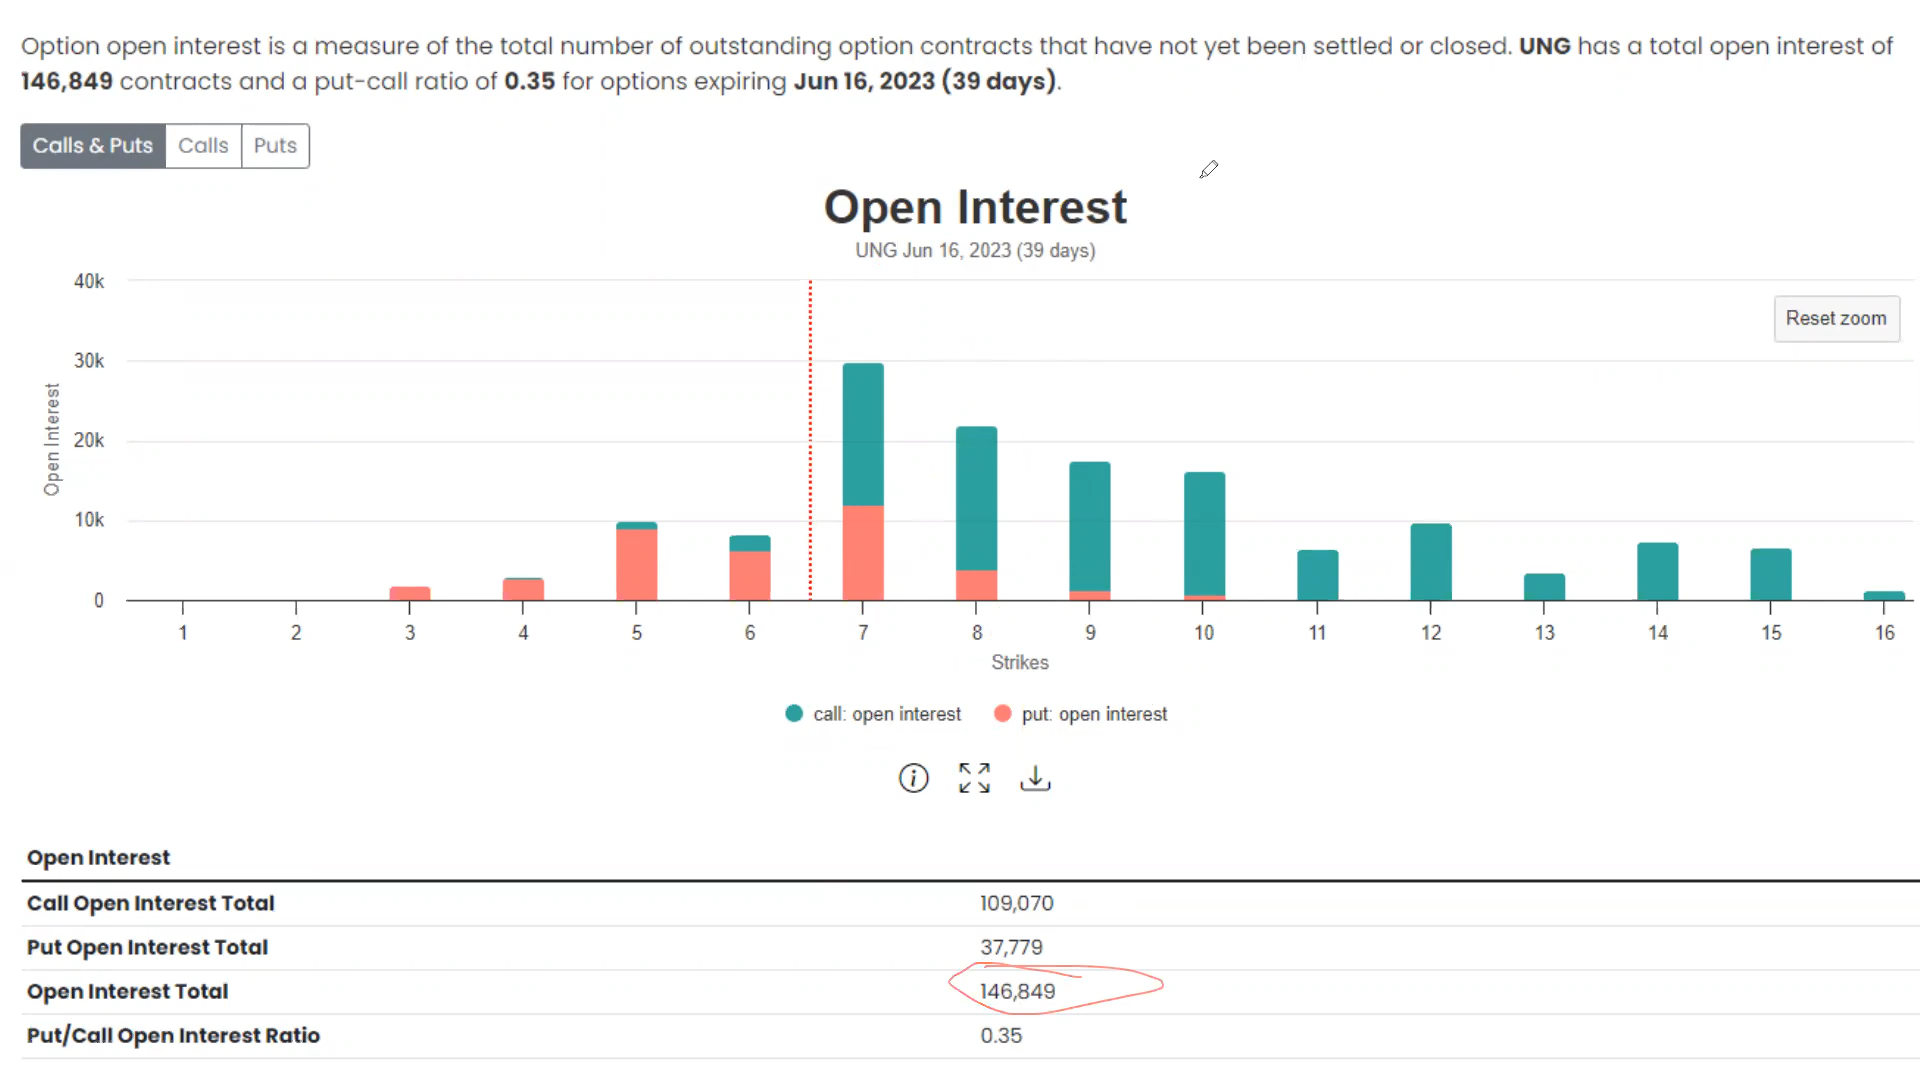 Option open interest is a measure of the total number of outstanding option contracts that have not yet been settled or closed. UNG has a total open interest of
146,849 contracts and a put-call ratio of 0.35 for options expiring Jun 16, 2023 (39 days).
Calls & Puts Calls Puts
Open Interest
UNG Jun 16, 2023 (39 days)
Reset zoom
Open Interest
40k
30k
20k
10k
0
1 2 3 4 5 6 7 8 9 10 11 12 13 14 15 16
Strikes
call: open interest put: open interest
Open Interest
Call Open Interest Total 109,070
Put Open Interest Total 37,779
Open Interest Total 146,849
Put/Call Open Interest Ratio 0.35